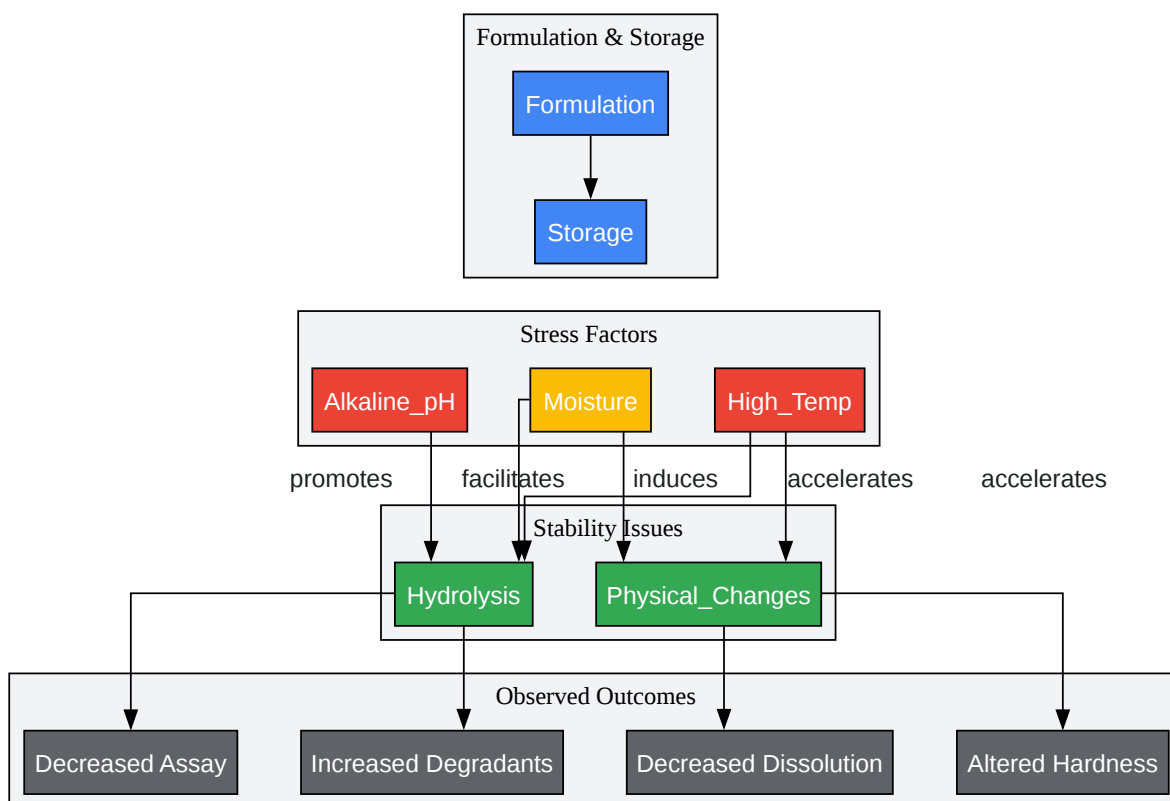 Formulation & Storage
Formulation
Storage
Stress Factors
Alkaline_pH
Moisture
High_Temp
promotes
facilitates
induces
accelerates
accelerates
Stability Issues
Hydrolysis
Physical_Changes
Observed Outcomes
Decreased Assay
Increased Degradants
Decreased Dissolution
Altered Hardness